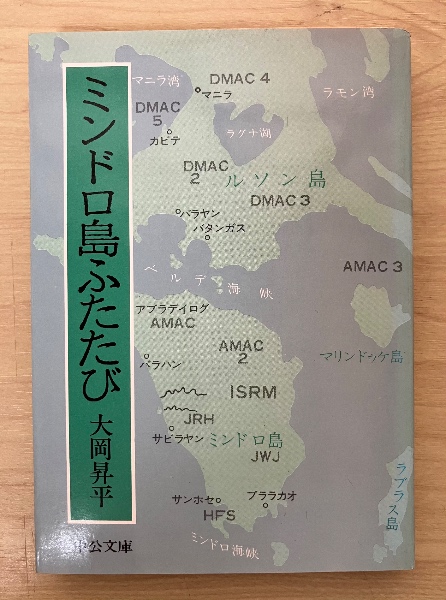 ミンドロ島ふたたび
大岡昇平
中公文庫
マニラ湾
DMAC 4
マニラ
ラモン湾
DMAC
5
ラグナ湖
カビテ
DMAC
2
ルソン島
DMAC 3
バラヤン
バタンガス
ベルデ海峡
AMAC 3
アブラデイログ
AMAC
AMAC
2
マリンドゥケ島
パラハン
ISRM
JRH
サビラヤン
ミンドロ島
JWJ
ラブラス島
サンホセ
ブララカオ
HFS
ミンドロ海峡